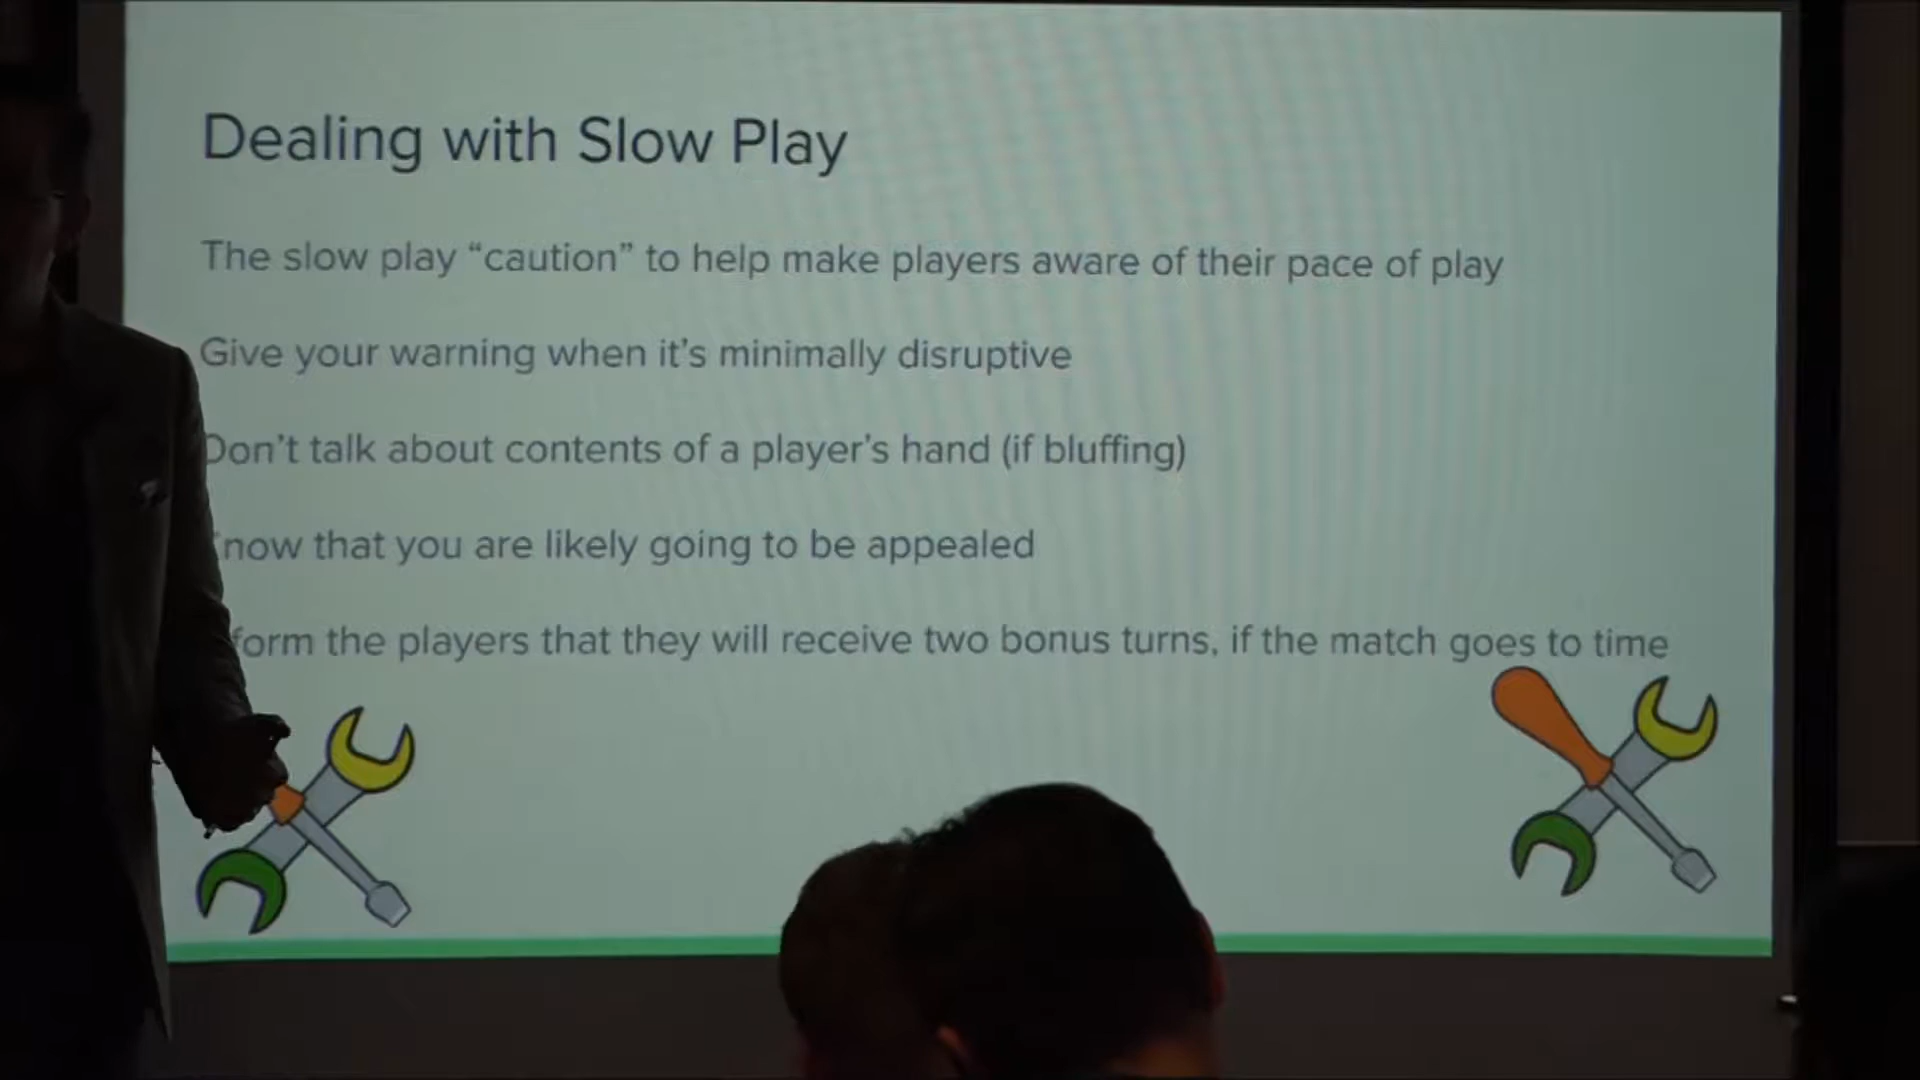 Dealing with Slow Play
The slow play “caution” to help make players aware of their pace of play
Give your warning when it’s minimally disruptive
Don’t talk about contents of a player’s hand (if bluffing)
now that you are likely going to be appealed
form the players that they will receive two bonus turns, if the match goes to time